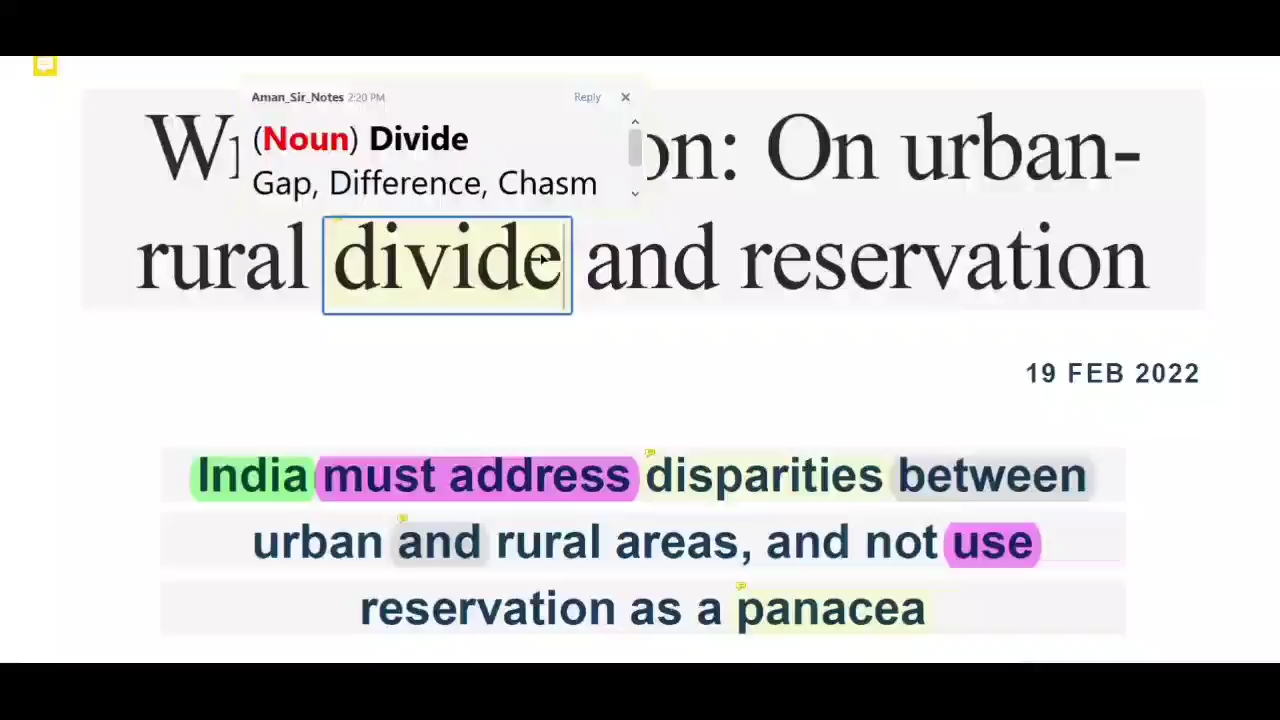 Aman_Sir_Notes 2:20 PM Reply
(Noun) Divide
Gap, Difference, Chasm
on: On urban-
rural divide and reservation
19 FEB 2022
India must address disparities between
urban and rural areas, and not use
reservation as a panacea